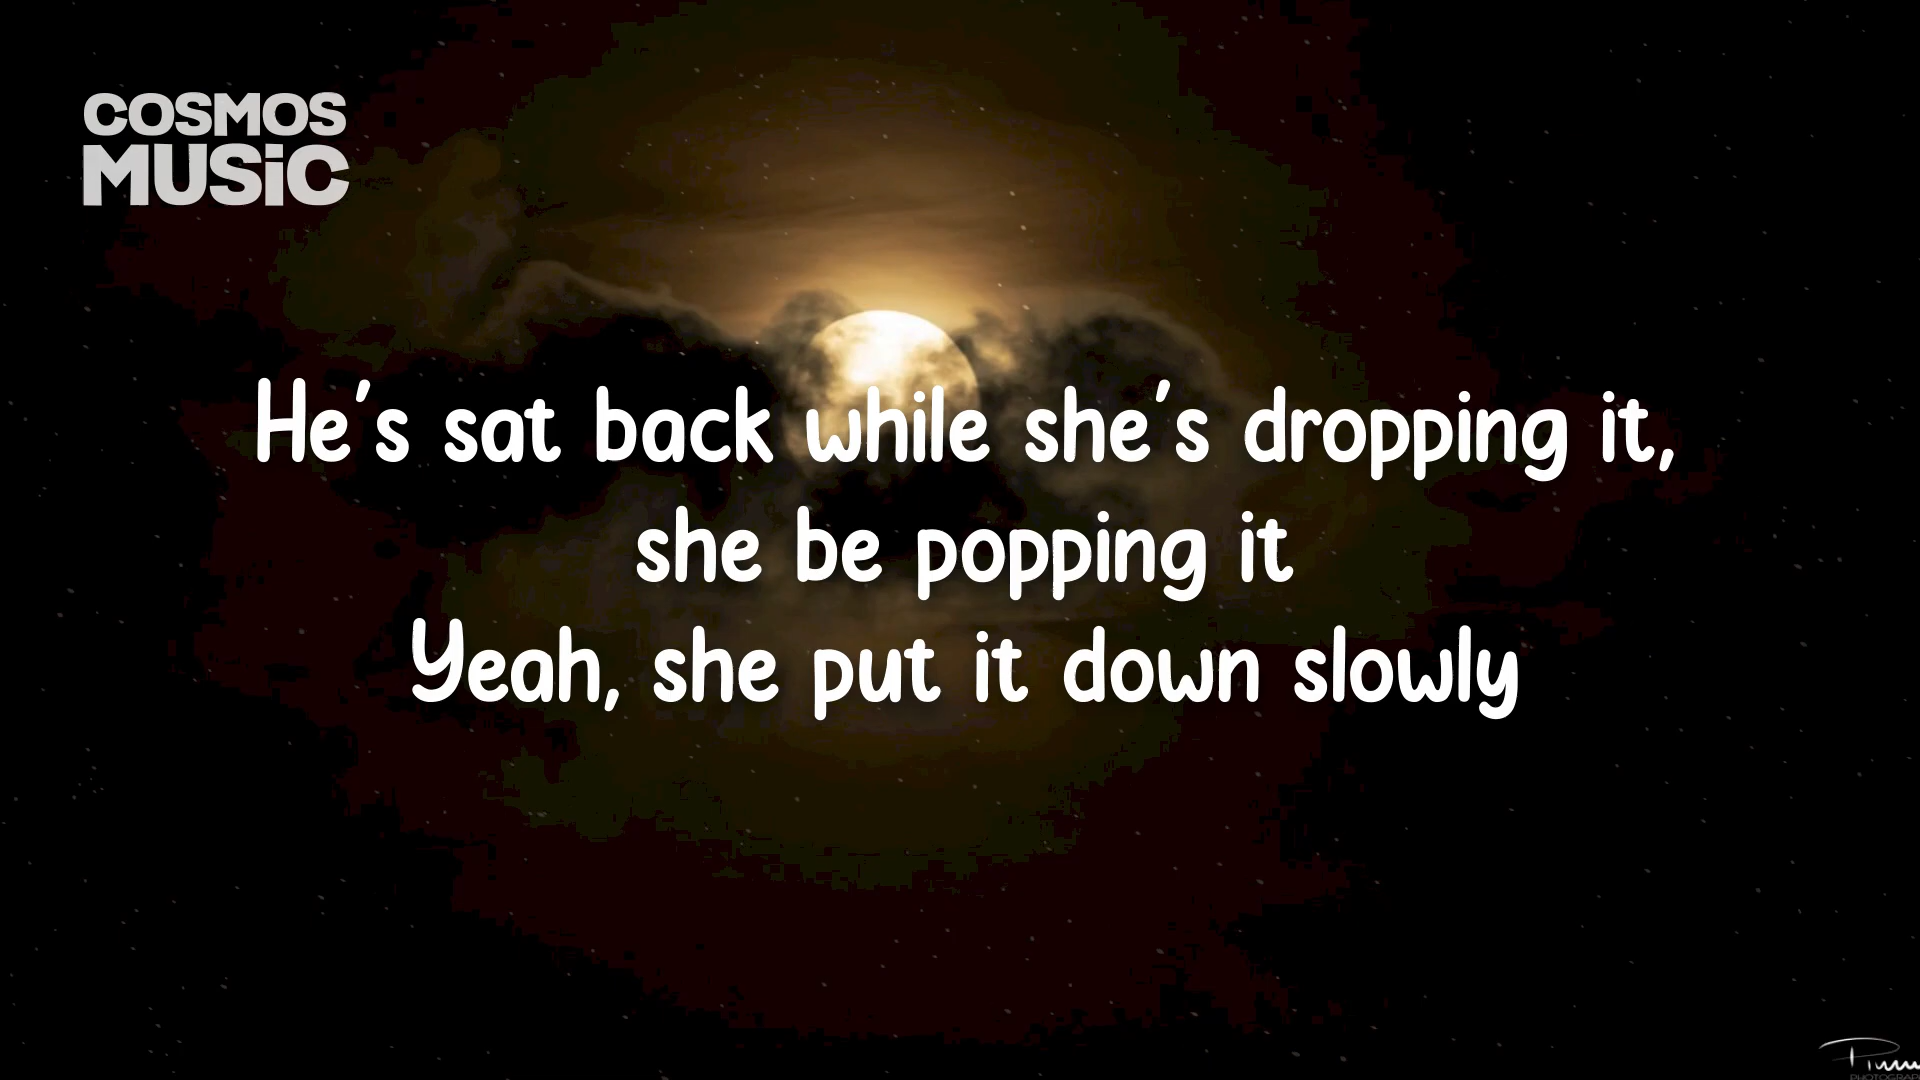 COSMOS
MUSiC
He's sat back while she's dropping it,
she be popping it
Yeah, she put it down slowly